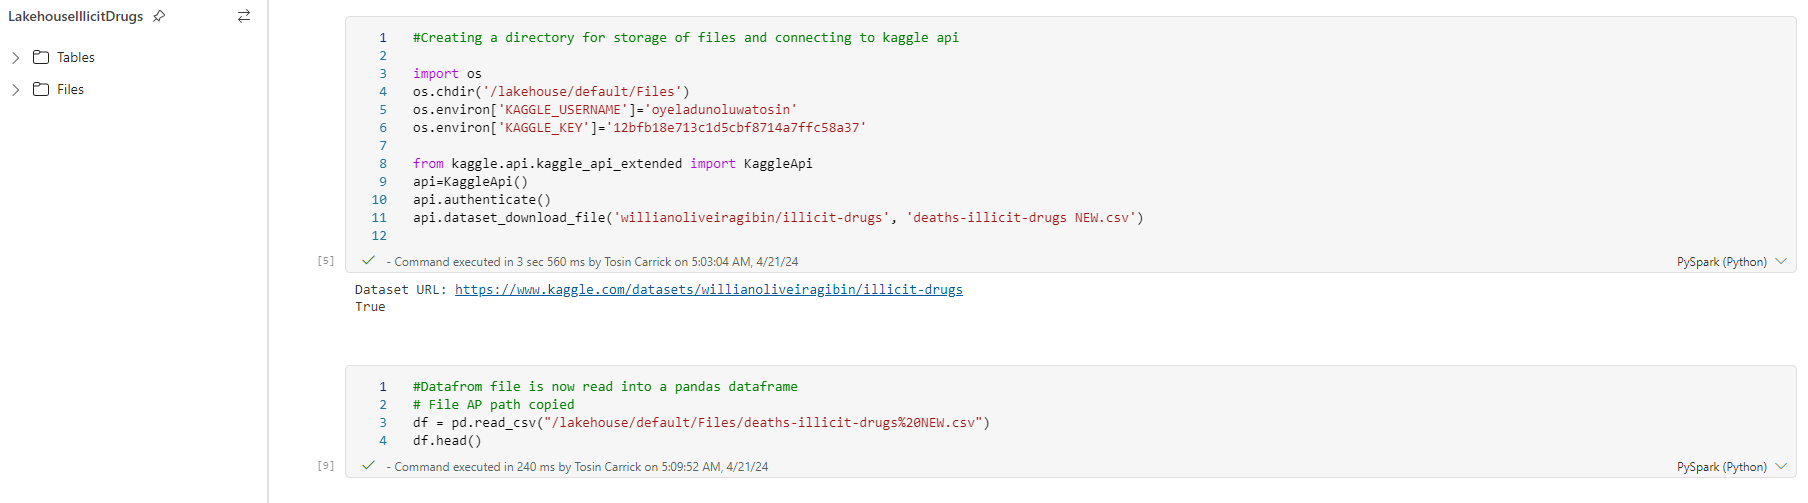 LakehouseIllicitDrugs
Tables
Files
1 #Creating a directory for storage of files and connecting to kaggle api
2
3 import os
4 os.chdir('/lakehouse/default/Files')
5 os.environ['KAGGLE_USERNAME']='oyeladunoluwatosin'
6 os.environ['KAGGLE_KEY']='12bfb18e713c1d5cbf8714a7ffc58a37'
7
8 from kaggle.api.kaggle_api_extended import KaggleApi
9 api=KaggleApi()
10 api.authenticate()
11 api.dataset_download_file('willianoliveiragibin/illicit-drugs', 'deaths-illicit-drugs NEW.csv')
12
[5] - Command executed in 3 sec 560 ms by Tosin Carrick on 5:03:04 AM, 4/21/24 PySpark (Python)
Dataset URL: https://www.kaggle.com/datasets/willianoliveiragibin/illicit-drugs
True
1 #Datafrom file is now read into a pandas dataframe
2 # File AP path copied
3 df = pd.read_csv("/lakehouse/default/Files/deaths-illicit-drugs%20NEW.csv")
4 df.head()
[9] - Command executed in 240 ms by Tosin Carrick on 5:09:52 AM, 4/21/24 PySpark (Python)